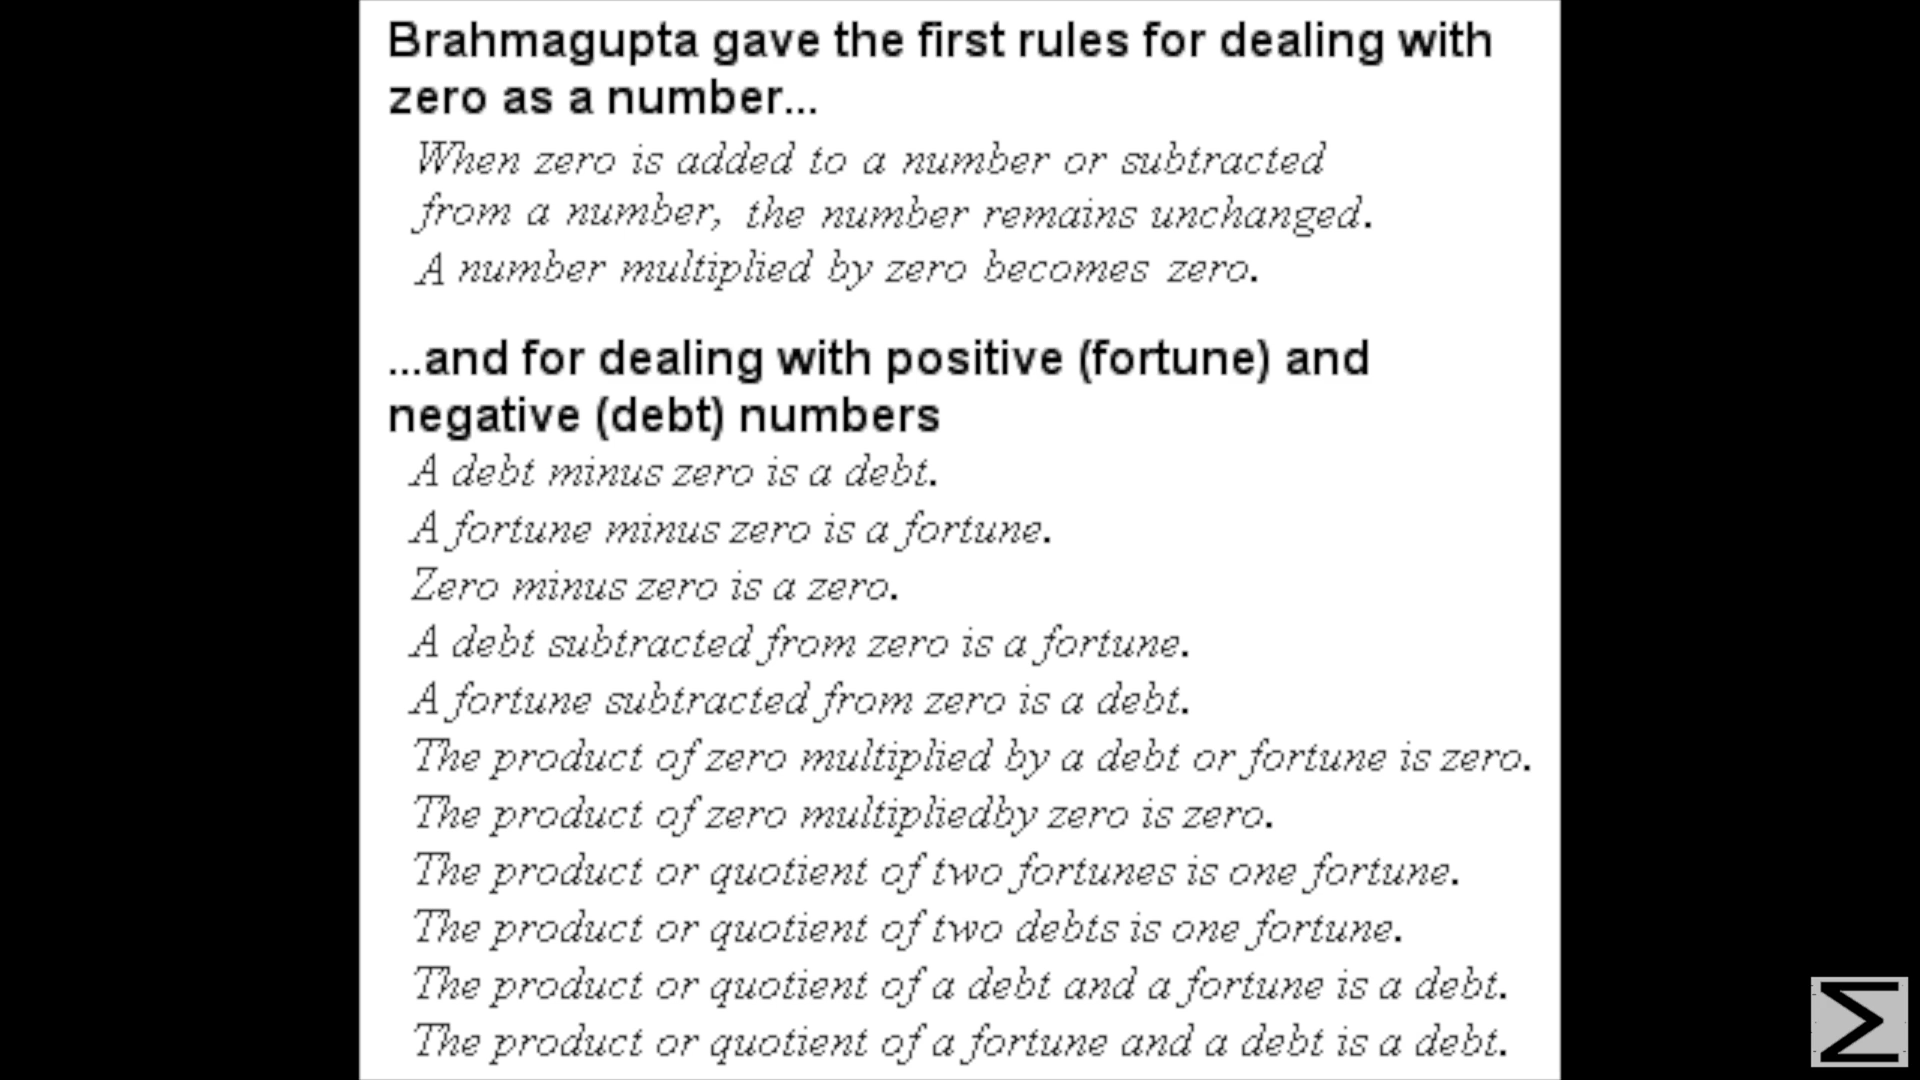 Brahmagupta gave the first rules for dealing with
zero as a number...
When zero is added to a number or subtracted
from a number, the number remains unchanged.
A number multiplied by zero becomes zero.
...and for dealing with positive (fortune) and
negative (debt) numbers
A debt minus zero is a debt.
A fortune minus zero is a fortune.
Zero minus zero is a zero.
A debt subtracted from zero is a fortune.
A fortune subtracted from zero is a debt.
The product of zero multiplied by a debt or fortune is zero.
The product of zero multipliedby zero is zero.
The product or quotient of two fortunes is one fortune.
The product or quotient of two debts is one fortune.
The product or quotient of a debt and a fortune is a debt.
The product or quotient of a fortune and a debt is a debt.
Σ